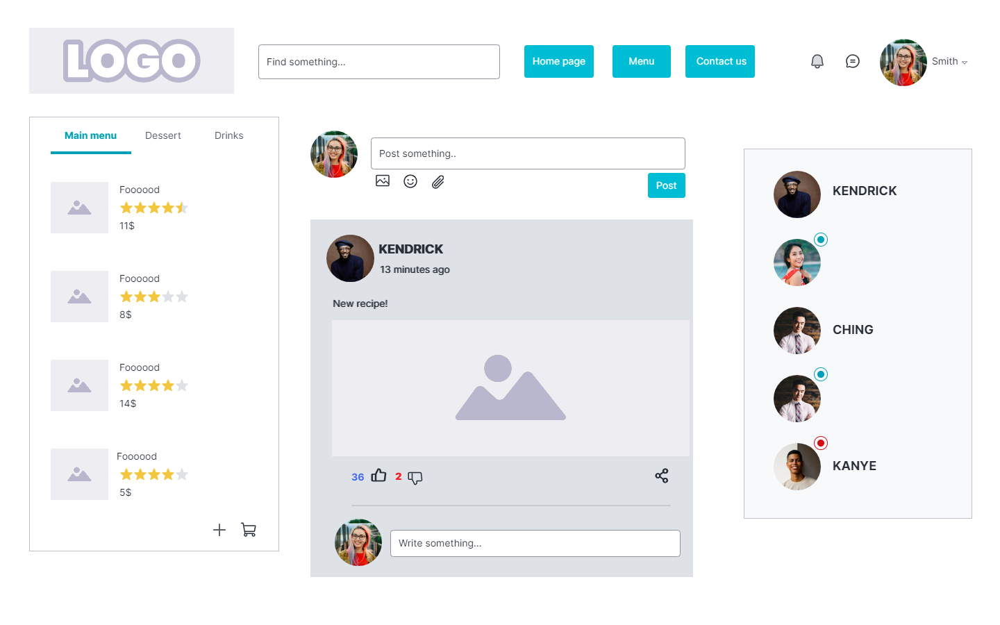 LOGO
Find something...
Home page
Menu
Contact us
Smith
Main menu
Dessert
Drinks
Foooood
11$
Foooood
8$
Foooood
14$
Foooood
5$
Post something..
Post
KENDRICK
13 minutes ago
New recipe!
36
2
Write something...
KENDRICK
CHING
KANYE